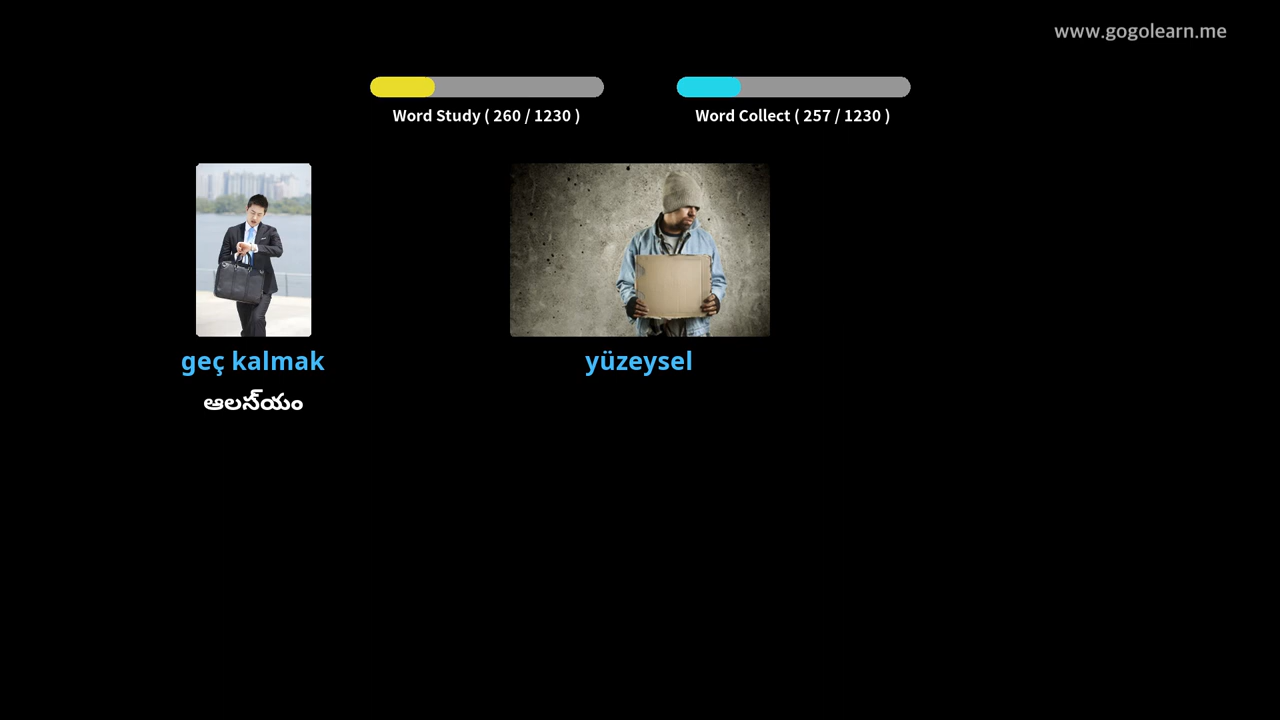 www.gogolearn.me
Word Study ( 260 / 1230 )
Word Collect ( 257 / 1230 )
geç kalmak
ఆలస్యం
yüzeysel